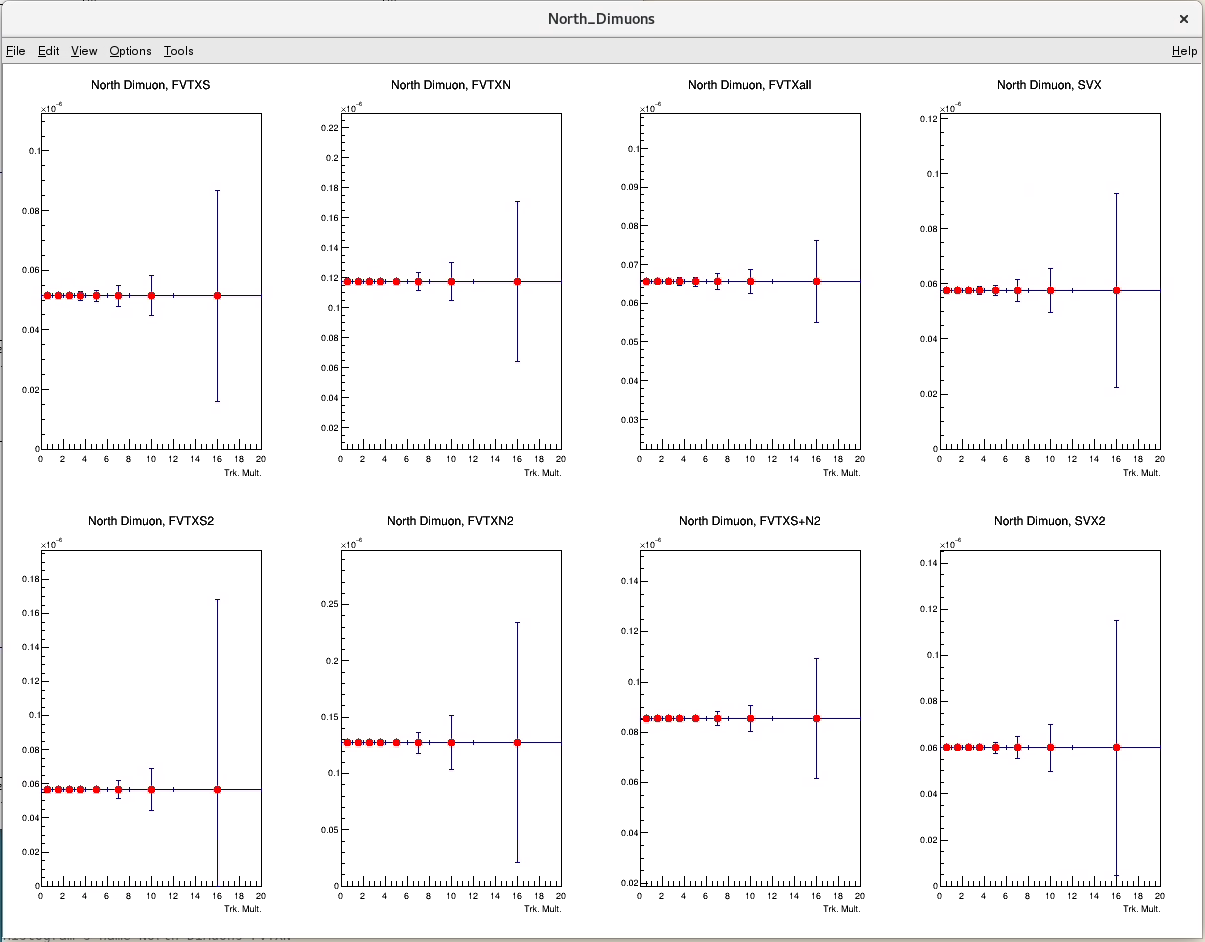 North_Dimuons
×
File Edit View Options Tools Help
North Dimuon, FVTXS
×10⁻⁶
0.1
0.08
0.06
0.04
0.02
0
0 2 4 6 8 10 12 14 16 18 20
Trk. Mult.
North Dimuon, FVTXN
×10⁻⁶
0.22
0.2
0.18
0.16
0.14
0.12
0.1
0.08
0.06
0.04
0.02
0 2 4 6 8 10 12 14 16 18 20
Trk. Mult.
North Dimuon, FVTXall
×10⁻⁶
0.1
0.09
0.08
0.07
0.06
0.05
0.04
0.03
0 2 4 6 8 10 12 14 16 18 20
Trk. Mult.
North Dimuon, SVX
×10⁻⁶
0.12
0.1
0.08
0.06
0.04
0.02
0
0 2 4 6 8 10 12 14 16 18 20
Trk. Mult.
North Dimuon, FVTXS2
×10⁻⁶
0.18
0.16
0.14
0.12
0.1
0.08
0.06
0.04
0.02
0
0 2 4 6 8 10 12 14 16 18 20
Trk. Mult.
North Dimuon, FVTXN2
×10⁻⁶
0.25
0.2
0.15
0.1
0.05
0
0 2 4 6 8 10 12 14 16 18 20
Trk. Mult.
North Dimuon, FVTXS+N2
×10⁻⁶
0.14
0.12
0.1
0.08
0.06
0.04
0.02
0 2 4 6 8 10 12 14 16 18 20
Trk. Mult.
North Dimuon, SVX2
×10⁻⁶
0.14
0.12
0.1
0.08
0.06
0.04
0.02
0
0 2 4 6 8 10 12 14 16 18 20
Trk. Mult.